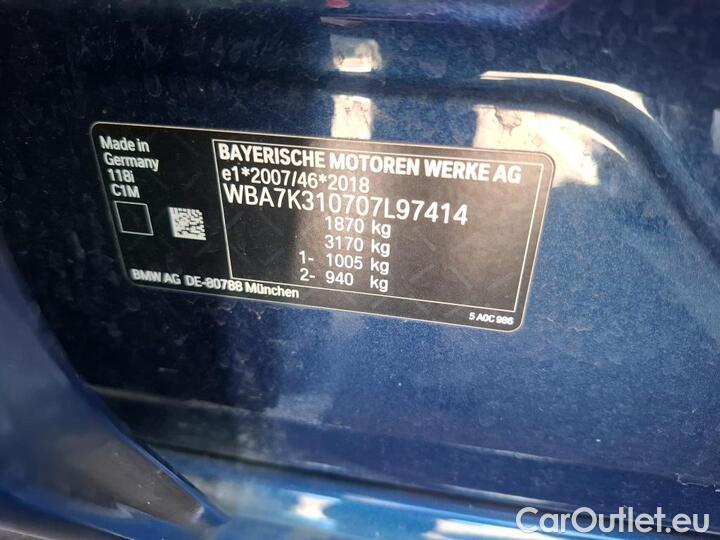 Made in
Germany
118i
C1M
BAYERISCHE MOTOREN WERKE AG
e1*2007/46*2018
WBA7K310707L97414
1870 kg
3170 kg
1- 1005 kg
2- 940 kg
BMW AG DE-80788 München
5 A0C 986
CarOutlet.eu